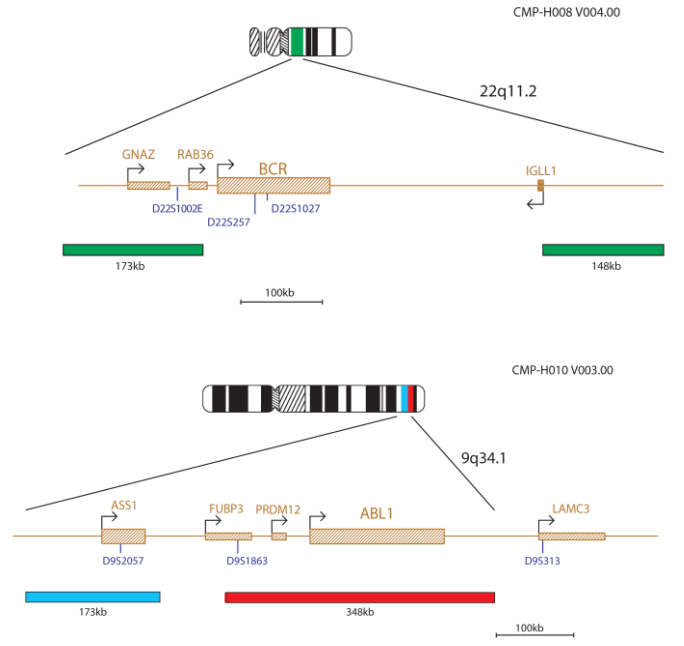 CMP-H008 V004.00
22q11.2
GNAZ RAB36 BCR IGLL1
D22S1002E D22S1027
D22S257
173kb 148kb
100kb
CMP-H010 V003.00
9q34.1
ASS1 FUBP3 PRDM12 ABL1 LAMC3
D9S2057 D9S1863 D9S313
173kb 348kb
100kb